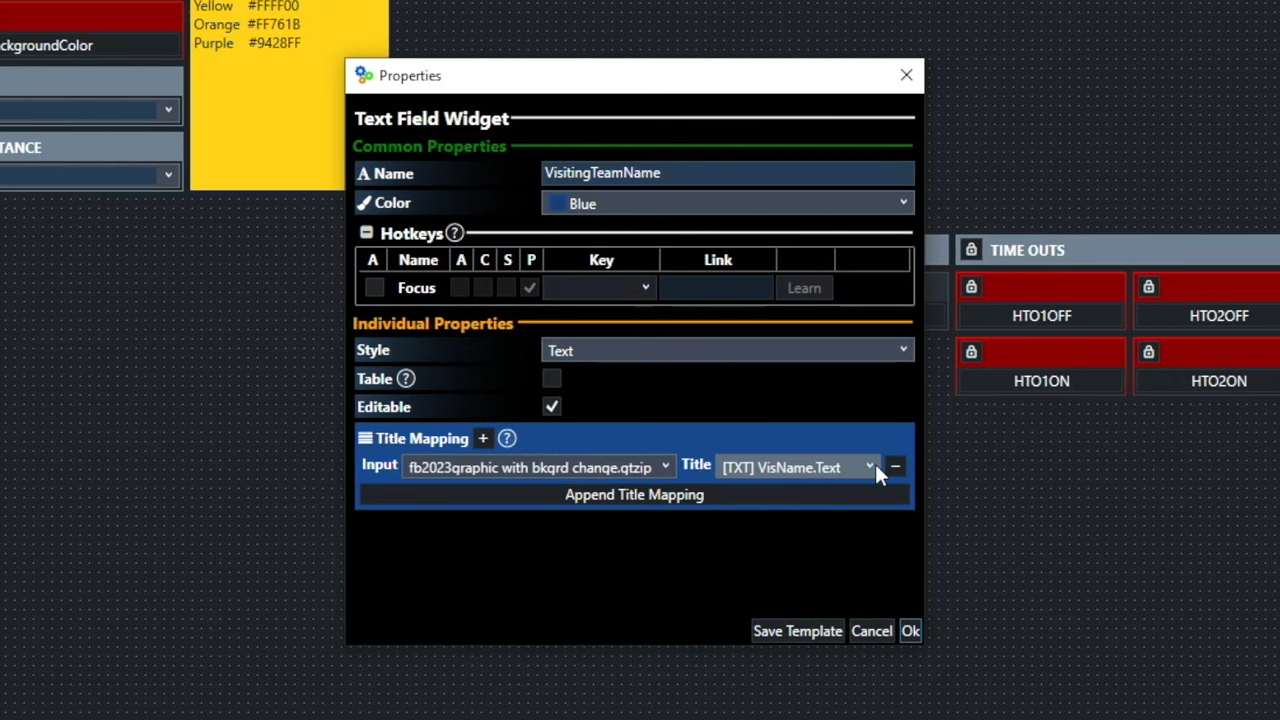 Yellow #FFFF00
Orange #FF761B
Purple #9428FF
ckgroundColor
TANCE
Properties
Text Field Widget
Common Properties
A Name VisitingTeamName
Color Blue
Hotkeys ?
A Name A C S P Key Link
Focus Learn
Individual Properties
Style Text
Table ?
Editable
Title Mapping + ?
Input fb2023graphic with bkgrd change.gtzip Title [TXT] VisName.Text
Append Title Mapping
Save Template Cancel Ok
TIME OUTS
HTO1OFF HTO2OFF
HTO1ON HTO2ON